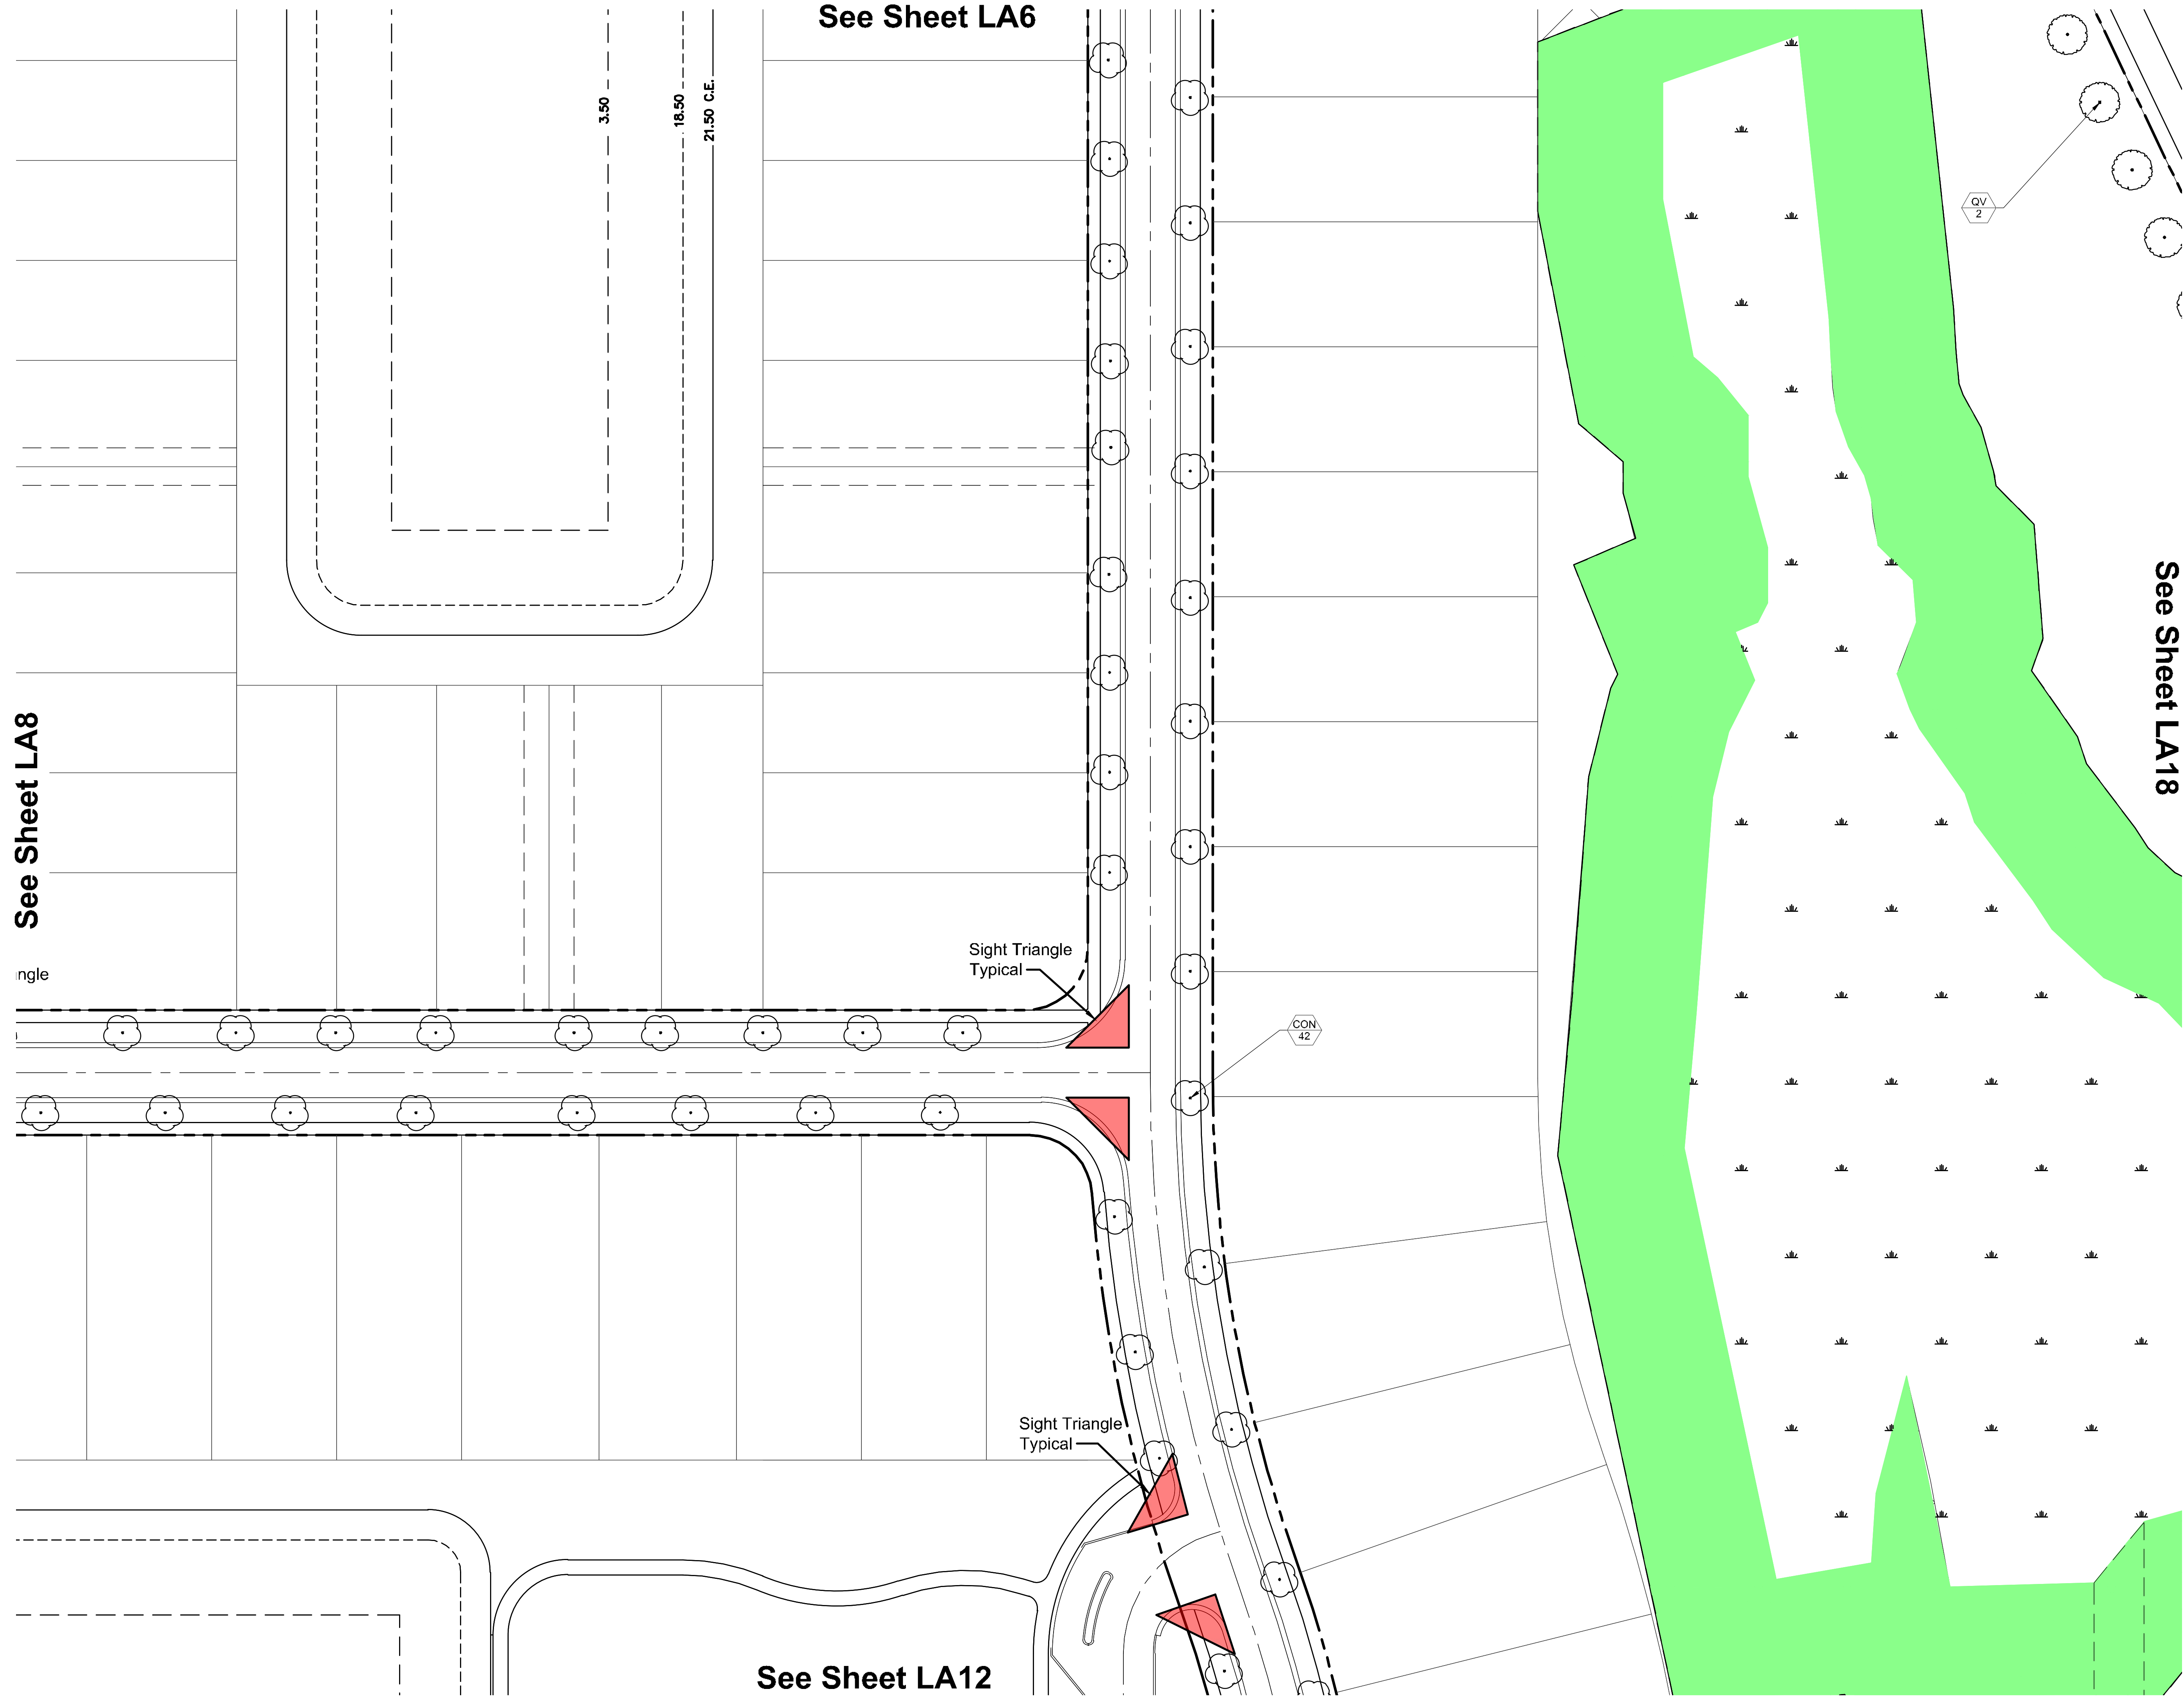 See Sheet LA6
3.50
18.50
21.50 C.E.
QV
2
See Sheet LA18
See Sheet LA8
Sight Triangle
Typical
ngle
CON
42
Sight Triangle
Typical
See Sheet LA12